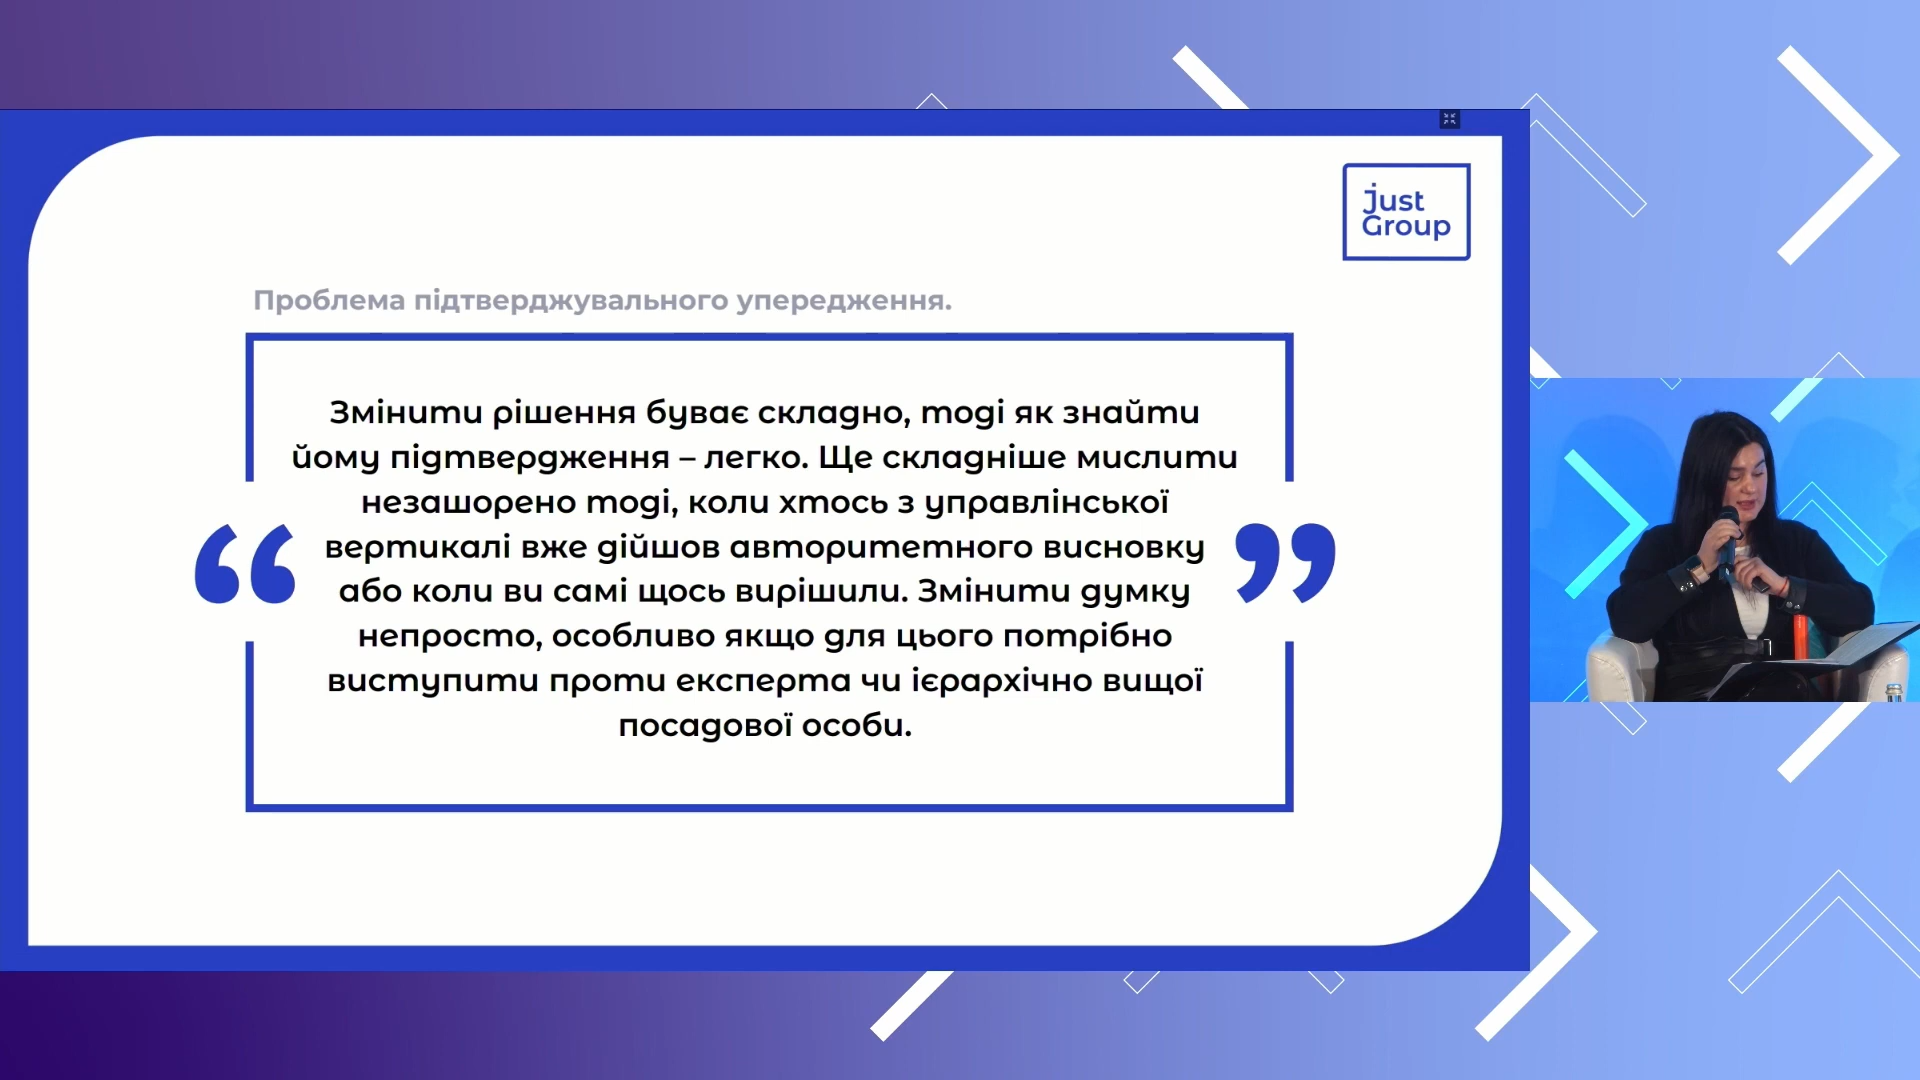 just
Group
Проблема підтверджувального упередження.
Змінити рішення буває складно, тоді як знайти
йому підтвердження – легко. Ще складніше мислити
незашорено тоді, коли хтось з управлінської
вертикалі вже дійшов авторитетного висновку
або коли ви самі щось вирішили. Змінити думку
непросто, особливо якщо для цього потрібно
виступити проти експерта чи ієрархічно вищої
посадової особи.